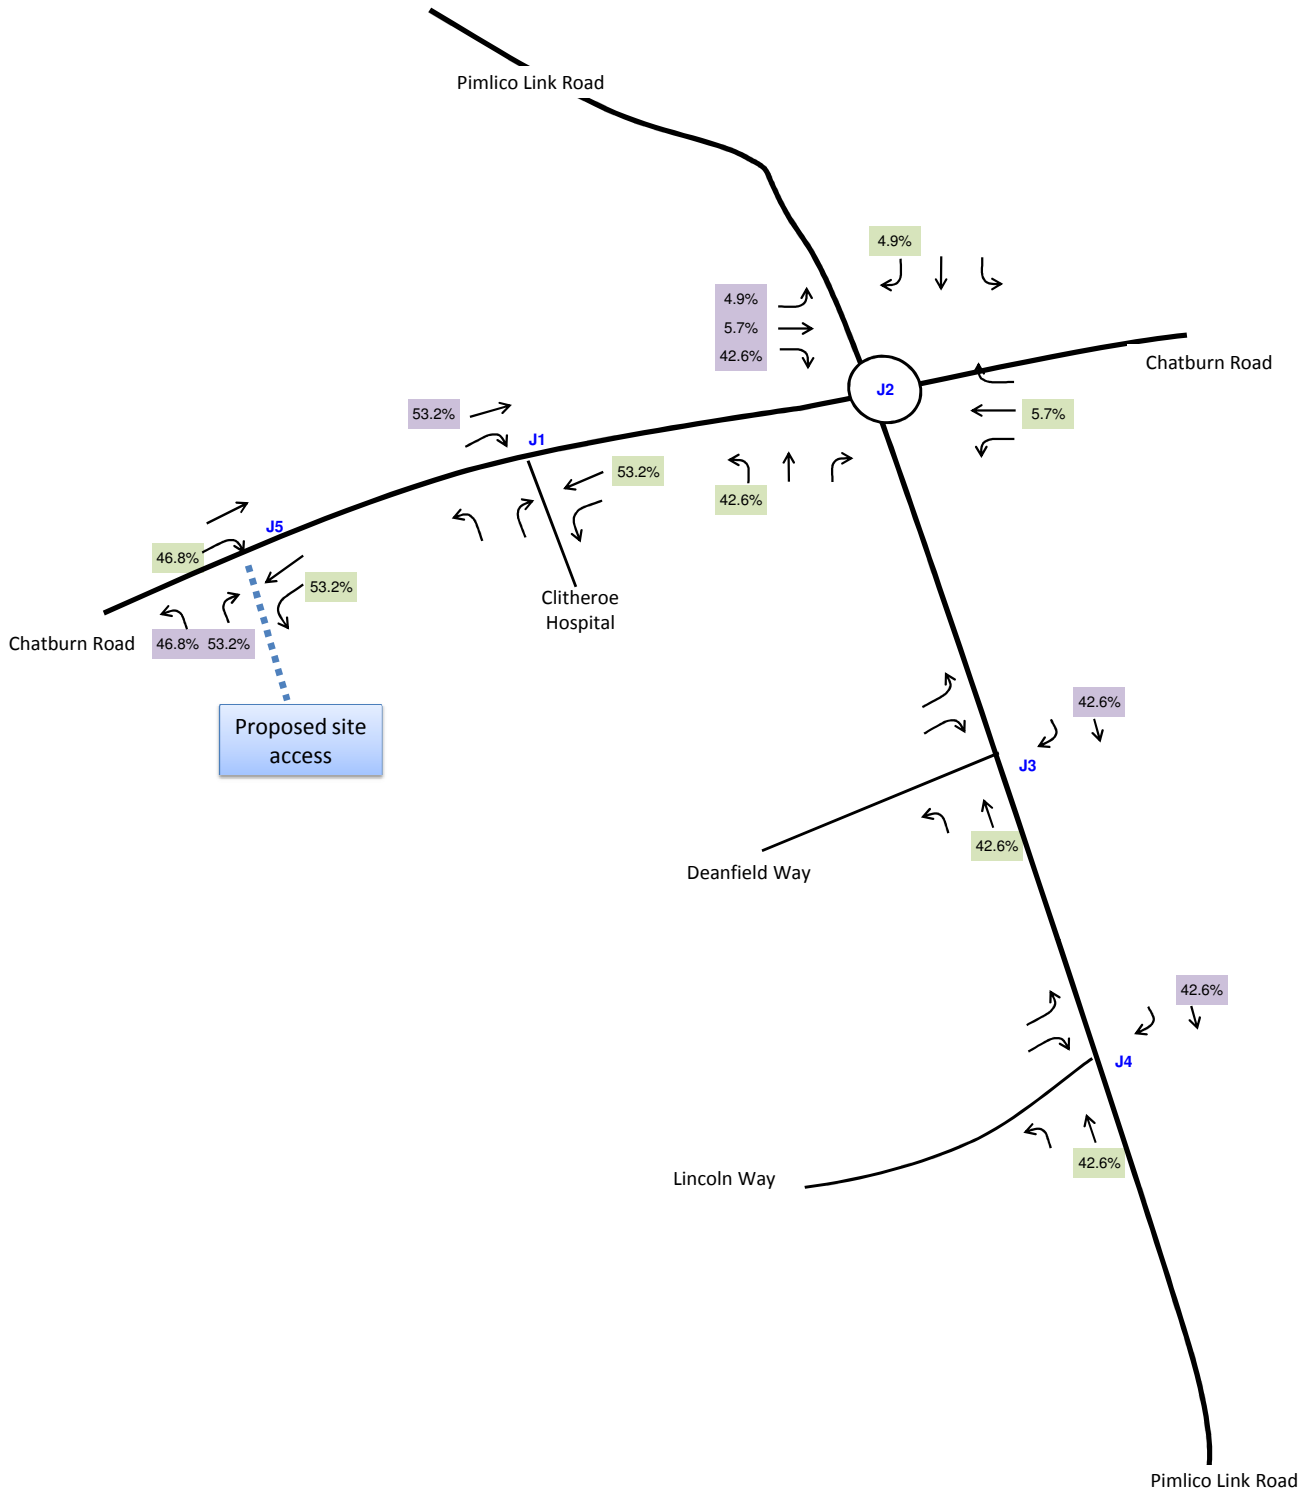 Pimlico Link Road
4.9%
4.9%
5.7%
42.6%
Chatburn Road
J2
53.2%
5.7%
J1
53.2%
42.6%
J5
46.8%
53.2%
Clitheroe
Hospital
Chatburn Road
46.8% 53.2%
Proposed site
access
42.6%
J3
42.6%
Deanfield Way
42.6%
J4
42.6%
Lincoln Way
Pimlico Link Road